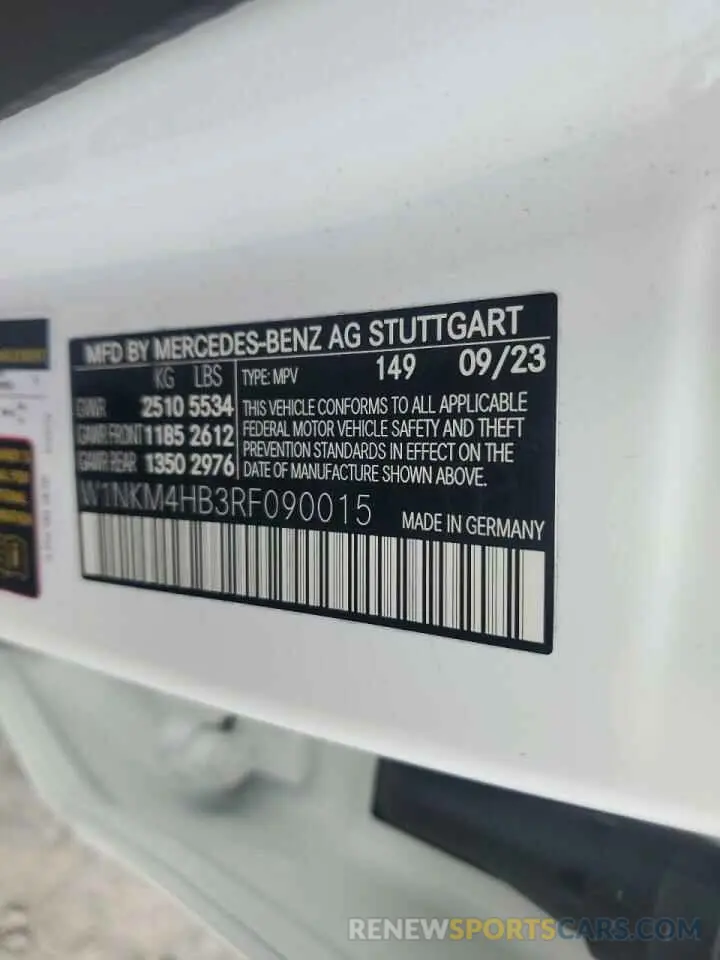 MFD BY MERCEDES-BENZ AG STUTTGART
KG LBS
GVWR 2510 5534
GAWR FRONT 1185 2612
GAWR REAR 1350 2976
TYPE: MPV 149 09/23
THIS VEHICLE CONFORMS TO ALL APPLICABLE
FEDERAL MOTOR VEHICLE SAFETY AND THEFT
PREVENTION STANDARDS IN EFFECT ON THE
DATE OF MANUFACTURE SHOWN ABOVE.
W1NKM4HB3RF090015
MADE IN GERMANY
RENEWSPORTSCARS.COM